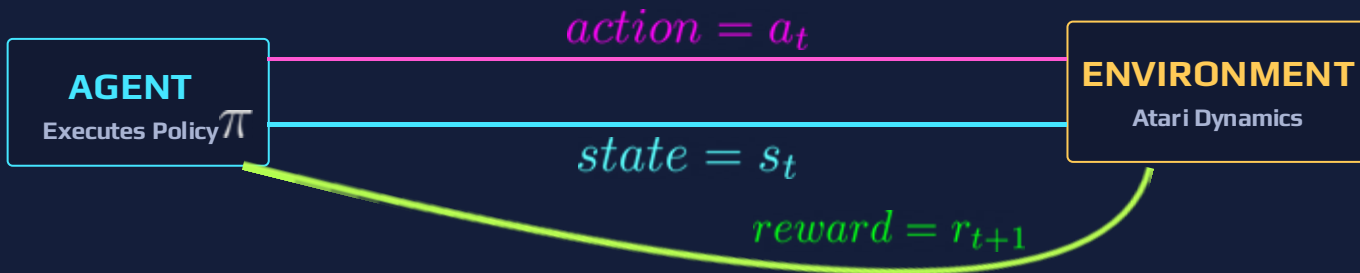 action = a_t
AGENT
Executes Policy π
ENVIRONMENT
Atari Dynamics
state = s_t
reward = r_{t+1}